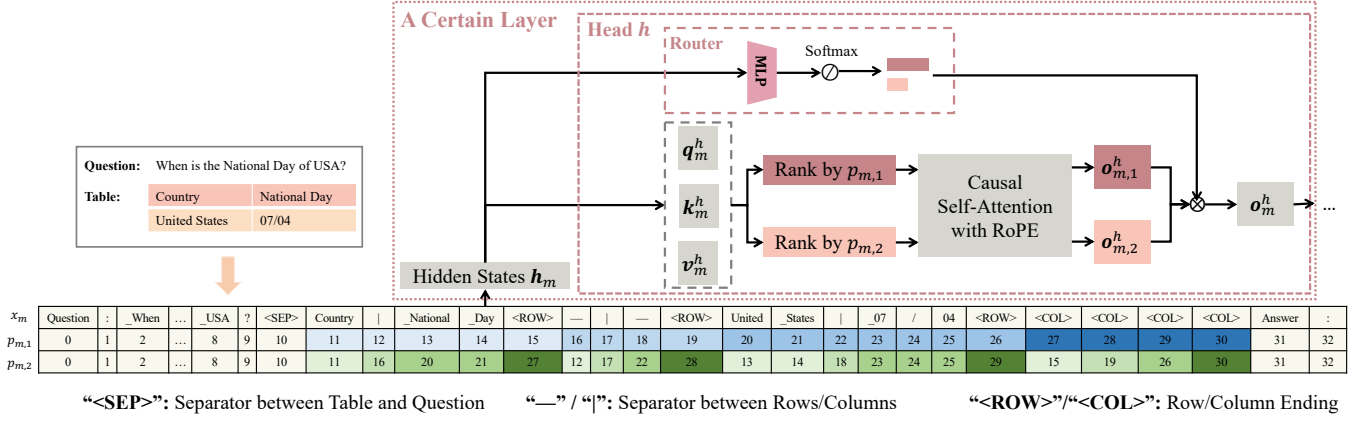 A Certain Layer
Head h
Router
MLP
Softmax
q_m^h
k_m^h
v_m^h
Rank by p_{m,1}
Rank by p_{m,2}
Causal
Self-Attention
with RoPE
o_{m,1}^h
o_{m,2}^h
o_m^h
...
Question: When is the National Day of USA?
Table: Country National Day
United States 07/04
Hidden States h_m
x_m Question : _When … _USA ? <SEP> Country | _National _Day <ROW> — | — <ROW> United _States | _07 / 04 <ROW> <COL> <COL> <COL> <COL> Answer :
p_{m,1} 0 1 2 … 8 9 10 11 12 13 14 15 16 17 18 19 20 21 22 23 24 25 26 27 28 29 30 31 32
p_{m,2} 0 1 2 … 8 9 10 11 16 20 21 27 12 17 22 28 13 14 18 23 24 25 29 15 19 26 30 31 32
“<SEP>”: Separator between Table and Question “—” / “|”: Separator between Rows/Columns “<ROW>”/“<COL>”: Row/Column Ending